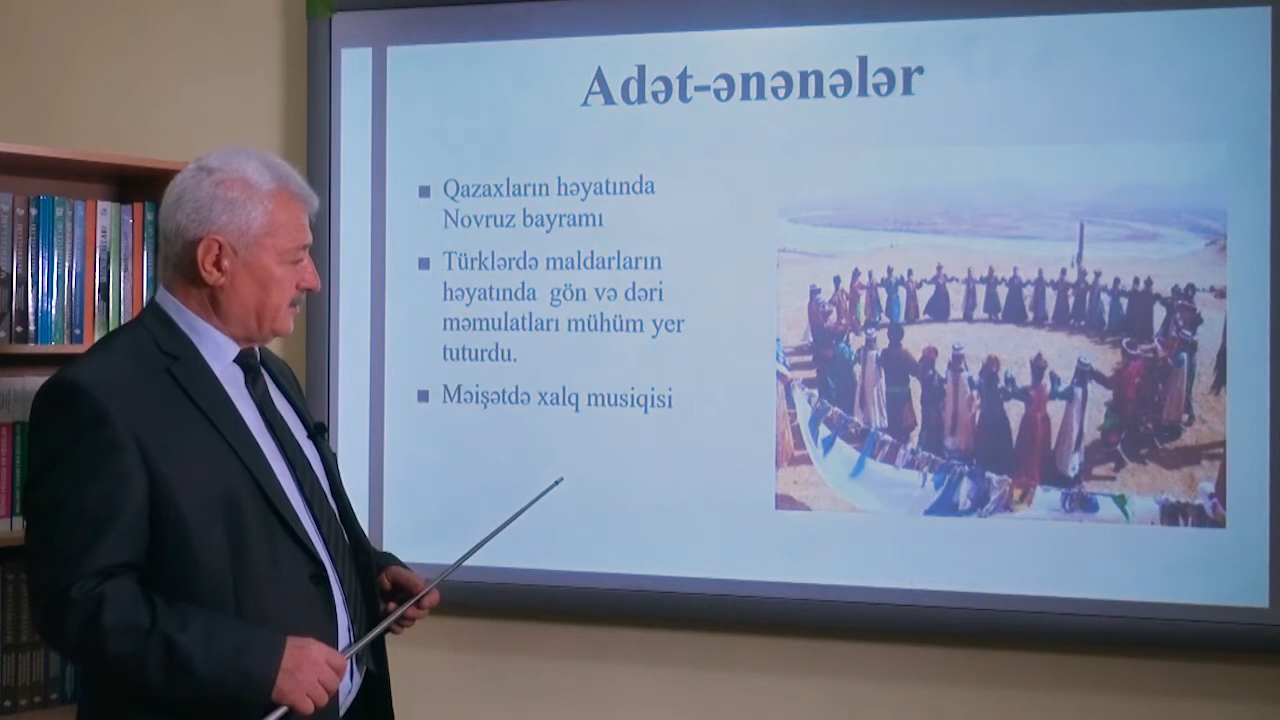 Adət-ənənələr
Qazaxların həyatında
Novruz bayramı
Türklərdə maldarların
həyatında gön və dəri
məmulatları mühüm yer
tuturdu.
Məişətdə xalq musiqisi